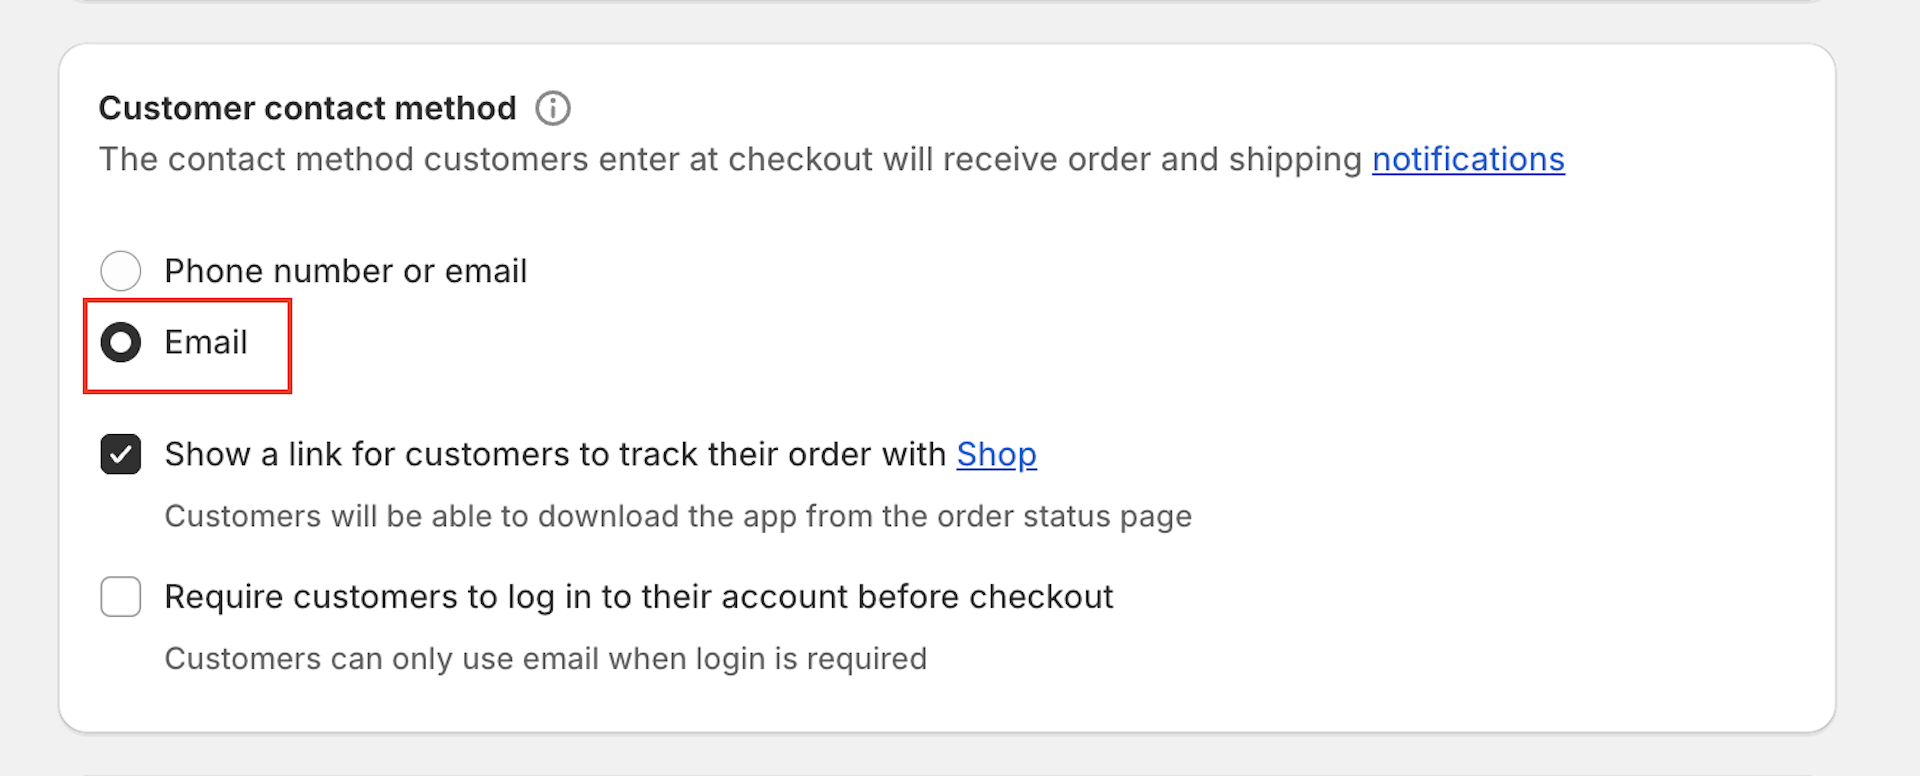 Customer contact method
The contact method customers enter at checkout will receive order and shipping notifications
Phone number or email
Email
Show a link for customers to track their order with Shop
Customers will be able to download the app from the order status page
Require customers to log in to their account before checkout
Customers can only use email when login is required